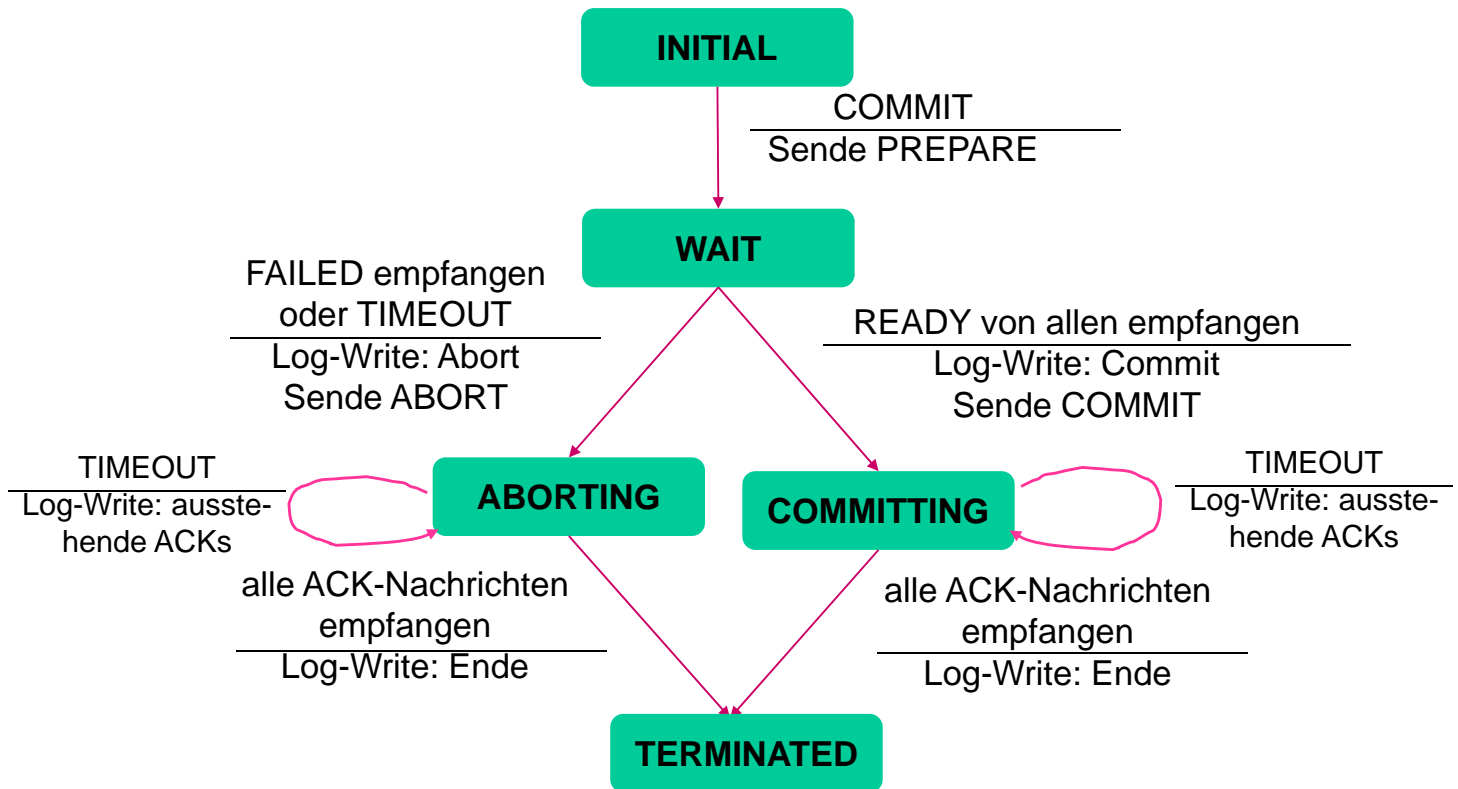 INITIAL
COMMIT
Sende PREPARE
WAIT
FAILED empfangen
oder TIMEOUT
Log-Write: Abort
Sende ABORT
READY von allen empfangen
Log-Write: Commit
Sende COMMIT
TIMEOUT
Log-Write: ausste-
hende ACKs
ABORTING
COMMITTING
TIMEOUT
Log-Write: ausste-
hende ACKs
alle ACK-Nachrichten
empfangen
Log-Write: Ende
alle ACK-Nachrichten
empfangen
Log-Write: Ende
TERMINATED